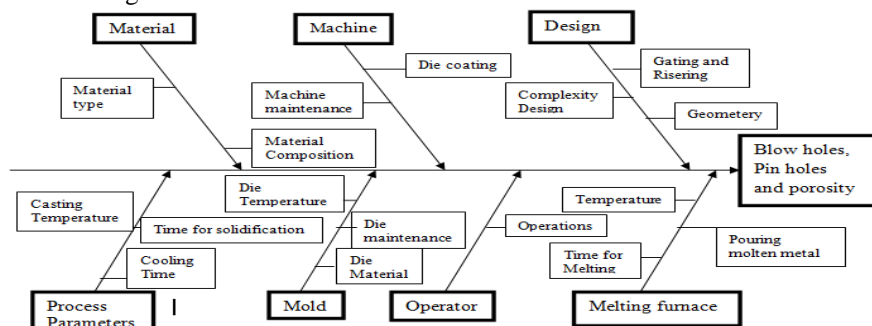 Material
Machine
Design
Die coating
Gating and
Risering
Material
type
Machine
maintenance
Complexity
Design
Geometery
Material
Composition
Blow holes,
Pin holes
and porosity
Die
Temperature
Temperature
Casting
Temperature
Time for solidification
Die
maintenance
Operations
Cooling
Time
Die
Material
Time for
Melting
Pouring
molten metal
Process
Parameters
Mold
Operator
Melting furnace